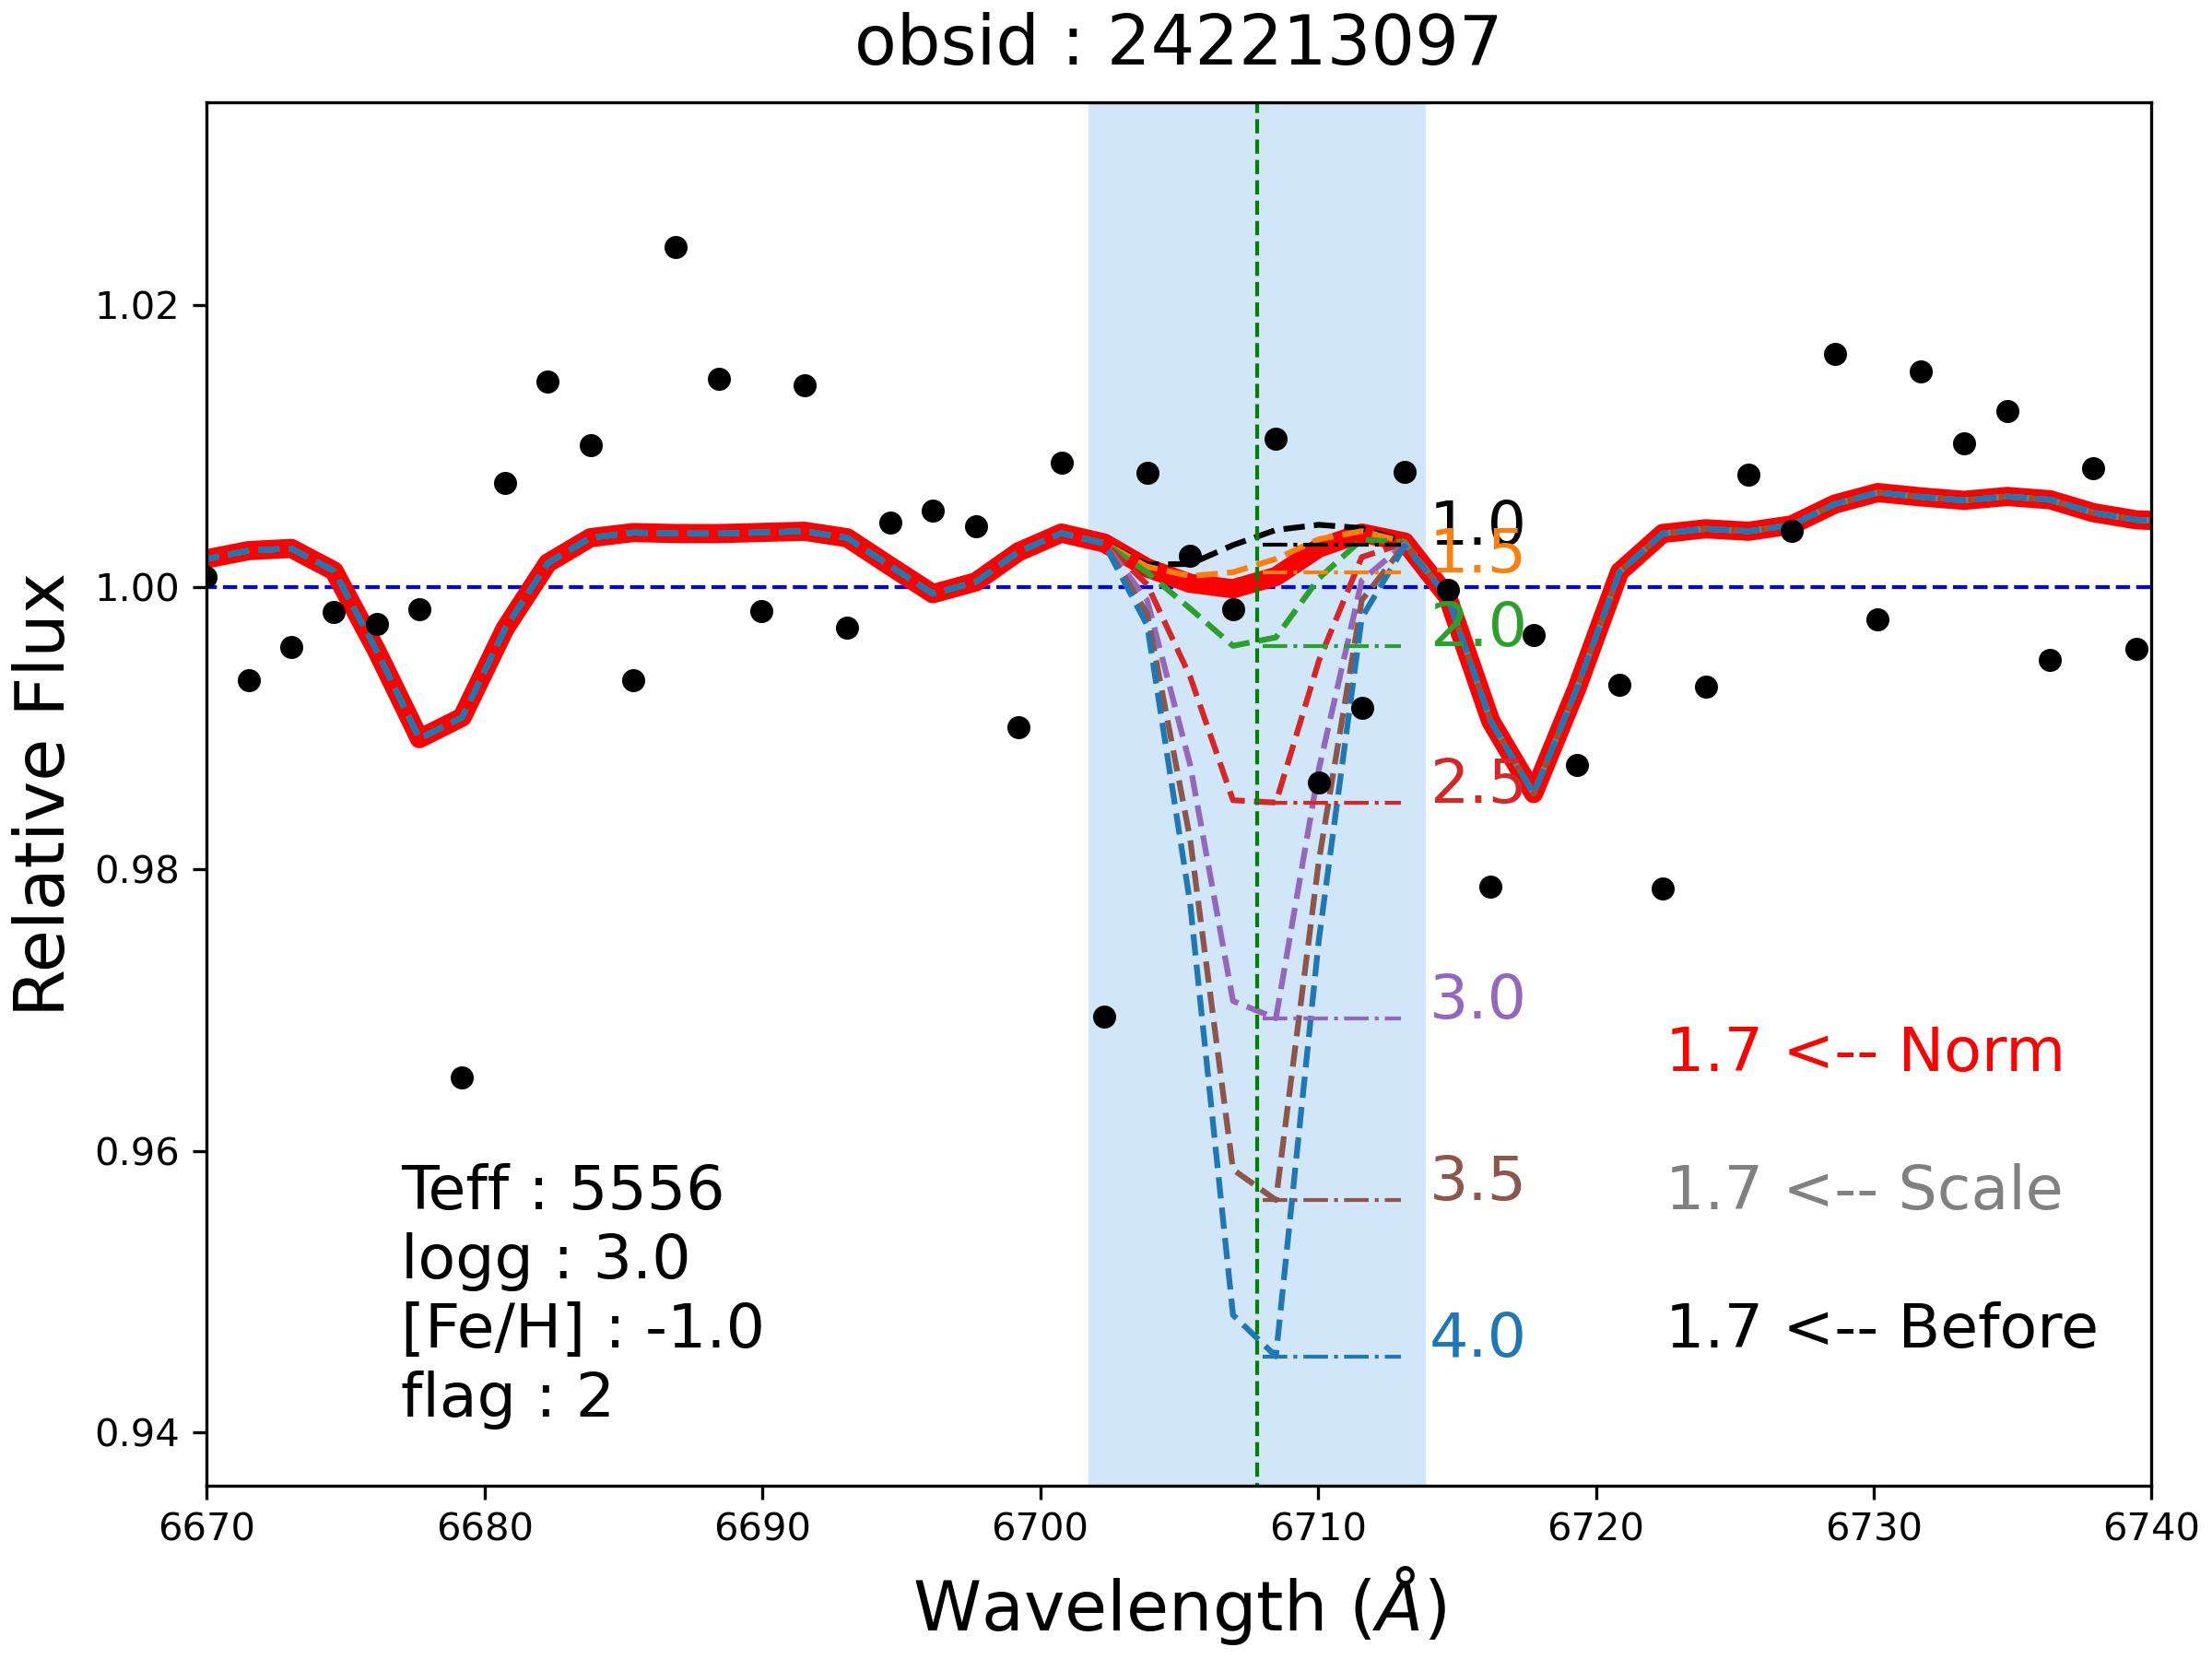 obsid : 242213097
Relative Flux
1.02
1.00
0.98
0.96
0.94
1.0
1.5
2.0
2.5
3.0
3.5
4.0
1.7 <-- Norm
1.7 <-- Scale
1.7 <-- Before
Teff : 5556
logg : 3.0
[Fe/H] : -1.0
flag : 2
6670 6680 6690 6700 6710 6720 6730 6740
Wavelength (Å)